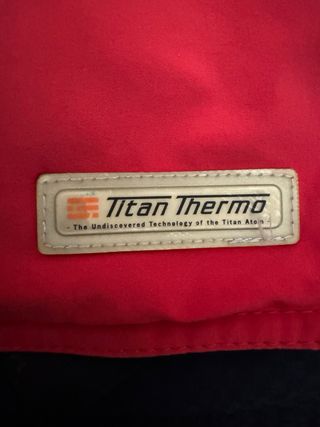 Titan Thermo
- The Undiscovered Technology of the Titan Atom -